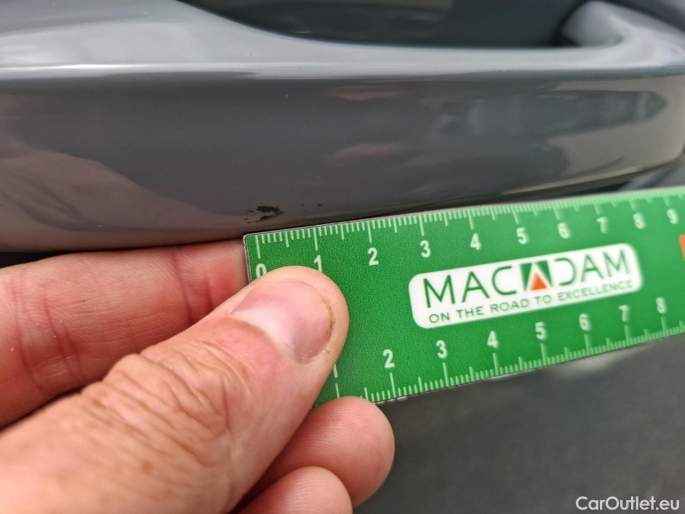 0 1 2 3 4 5 6 7 8 9
MACADAM
ON THE ROAD TO EXCELLENCE
2 3 4 5 6 7 8
CarOutlet.eu